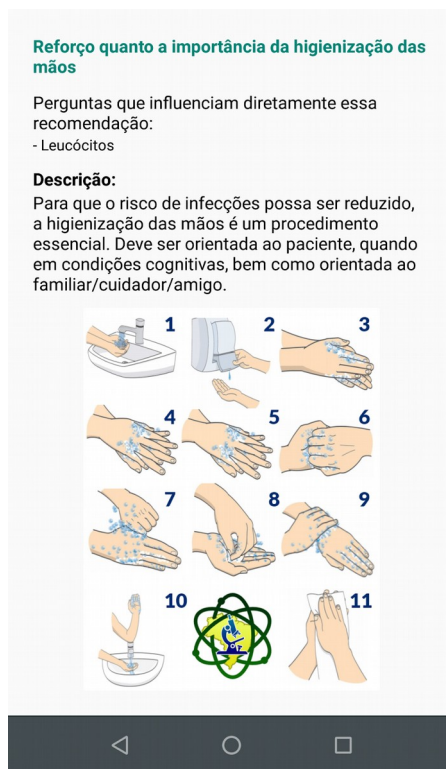 Reforço quanto a importância da higienização das
mãos
Perguntas que influenciam diretamente essa
recomendação:
- Leucócitos
Descrição:
Para que o risco de infecções possa ser reduzido,
a higienização das mãos é um procedimento
essencial. Deve ser orientada ao paciente, quando
em condições cognitivas, bem como orientada ao
familiar/cuidador/amigo.
1
2
3
4
5
6
7
8
9
10
11